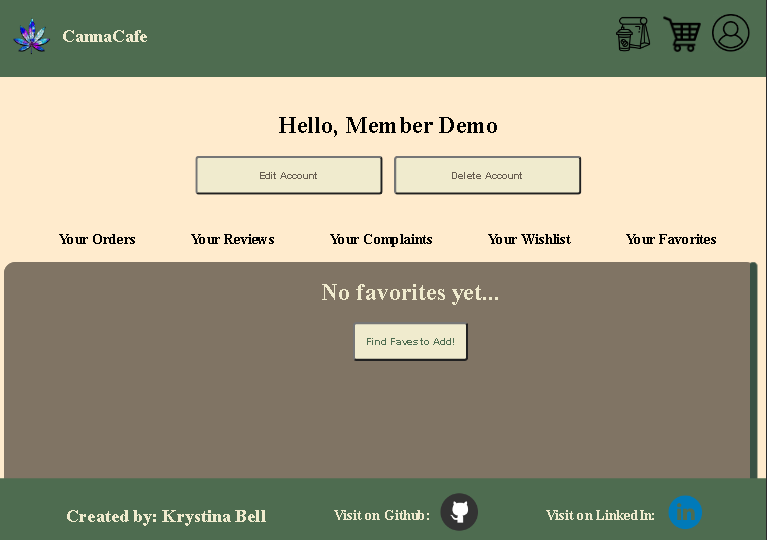 CannaCafe
Hello, Member Demo
Edit Account Delete Account
Your Orders Your Reviews Your Complaints Your Wishlist Your Favorites
No favorites yet...
Find Faves to Add!
Created by: Krystina Bell Visit on Github: Visit on LinkedIn: in